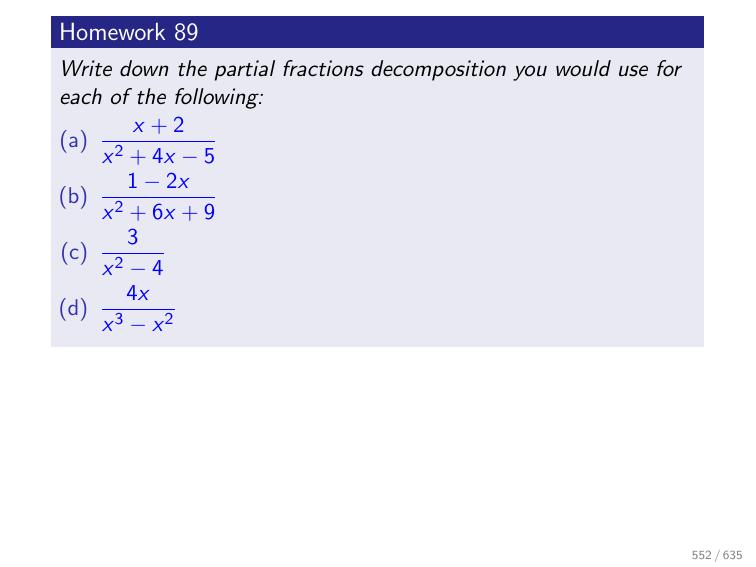 Homework 89
Write down the partial fractions decomposition you would use for
each of the following:
(a) \frac{x + 2}{x^2 + 4x − 5}
(b) \frac{1 − 2x}{x^2 + 6x + 9}
(c) \frac{3}{x^2 − 4}
(d) \frac{4x}{x^3 − x^2}
552 / 635